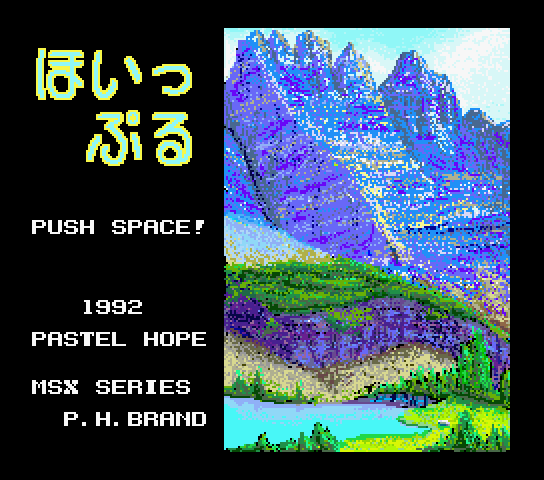 ほいっ
ぷる
PUSH SPACE!
1992
PASTEL HOPE
MSX SERIES
P.H.BRAND